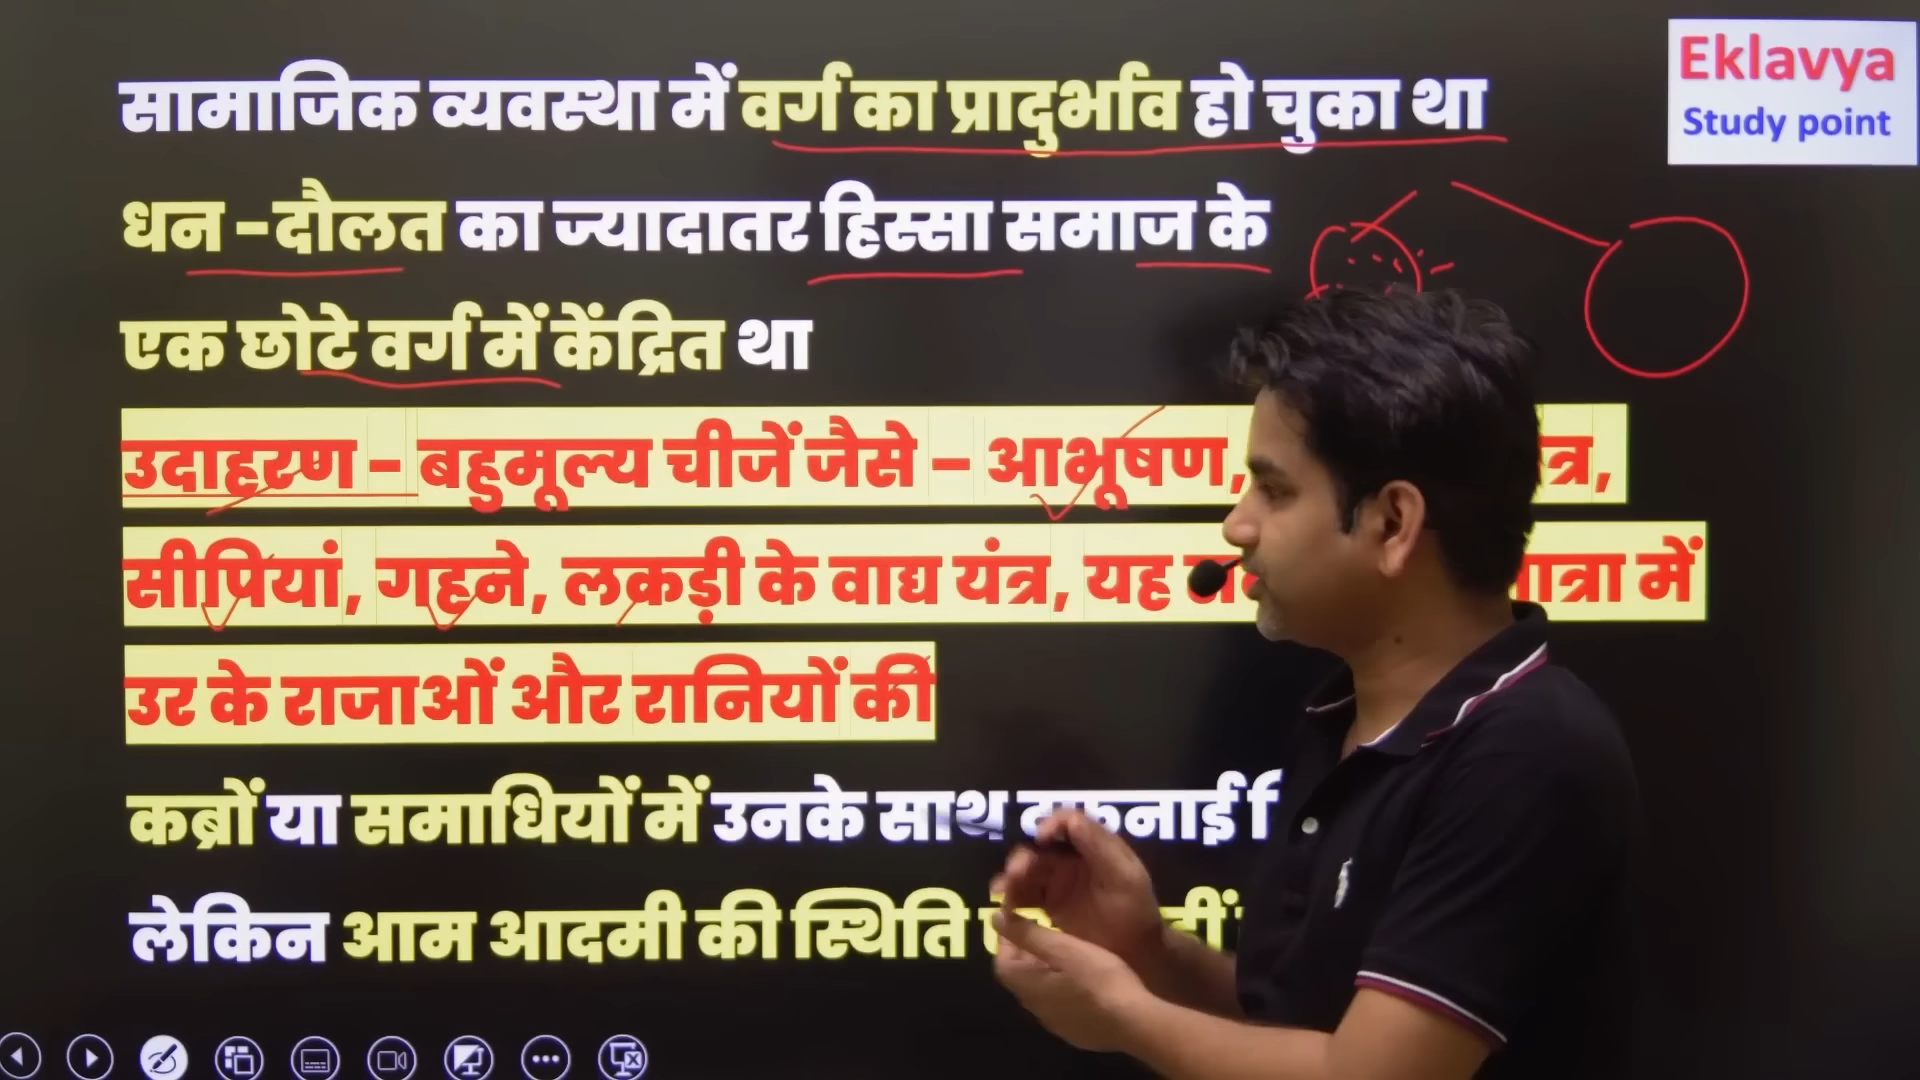 सामाजिक व्यवस्था में वर्ग का प्रादुर्भाव हो चुका था
Eklavya
Study point
धन -दौलत का ज्यादातर हिस्सा समाज के
एक छोटे वर्ग में केंद्रित था
उदाहरण - बहुमूल्य चीजें जैसे – आभूषण,
सीपियां, गहने, लकड़ी के वाद्य यंत्र, यह में
उर के राजाओं और रानियों की
कब्रों या समाधियों में उनके साथ
लेकिन आम आदमी की स्थिति